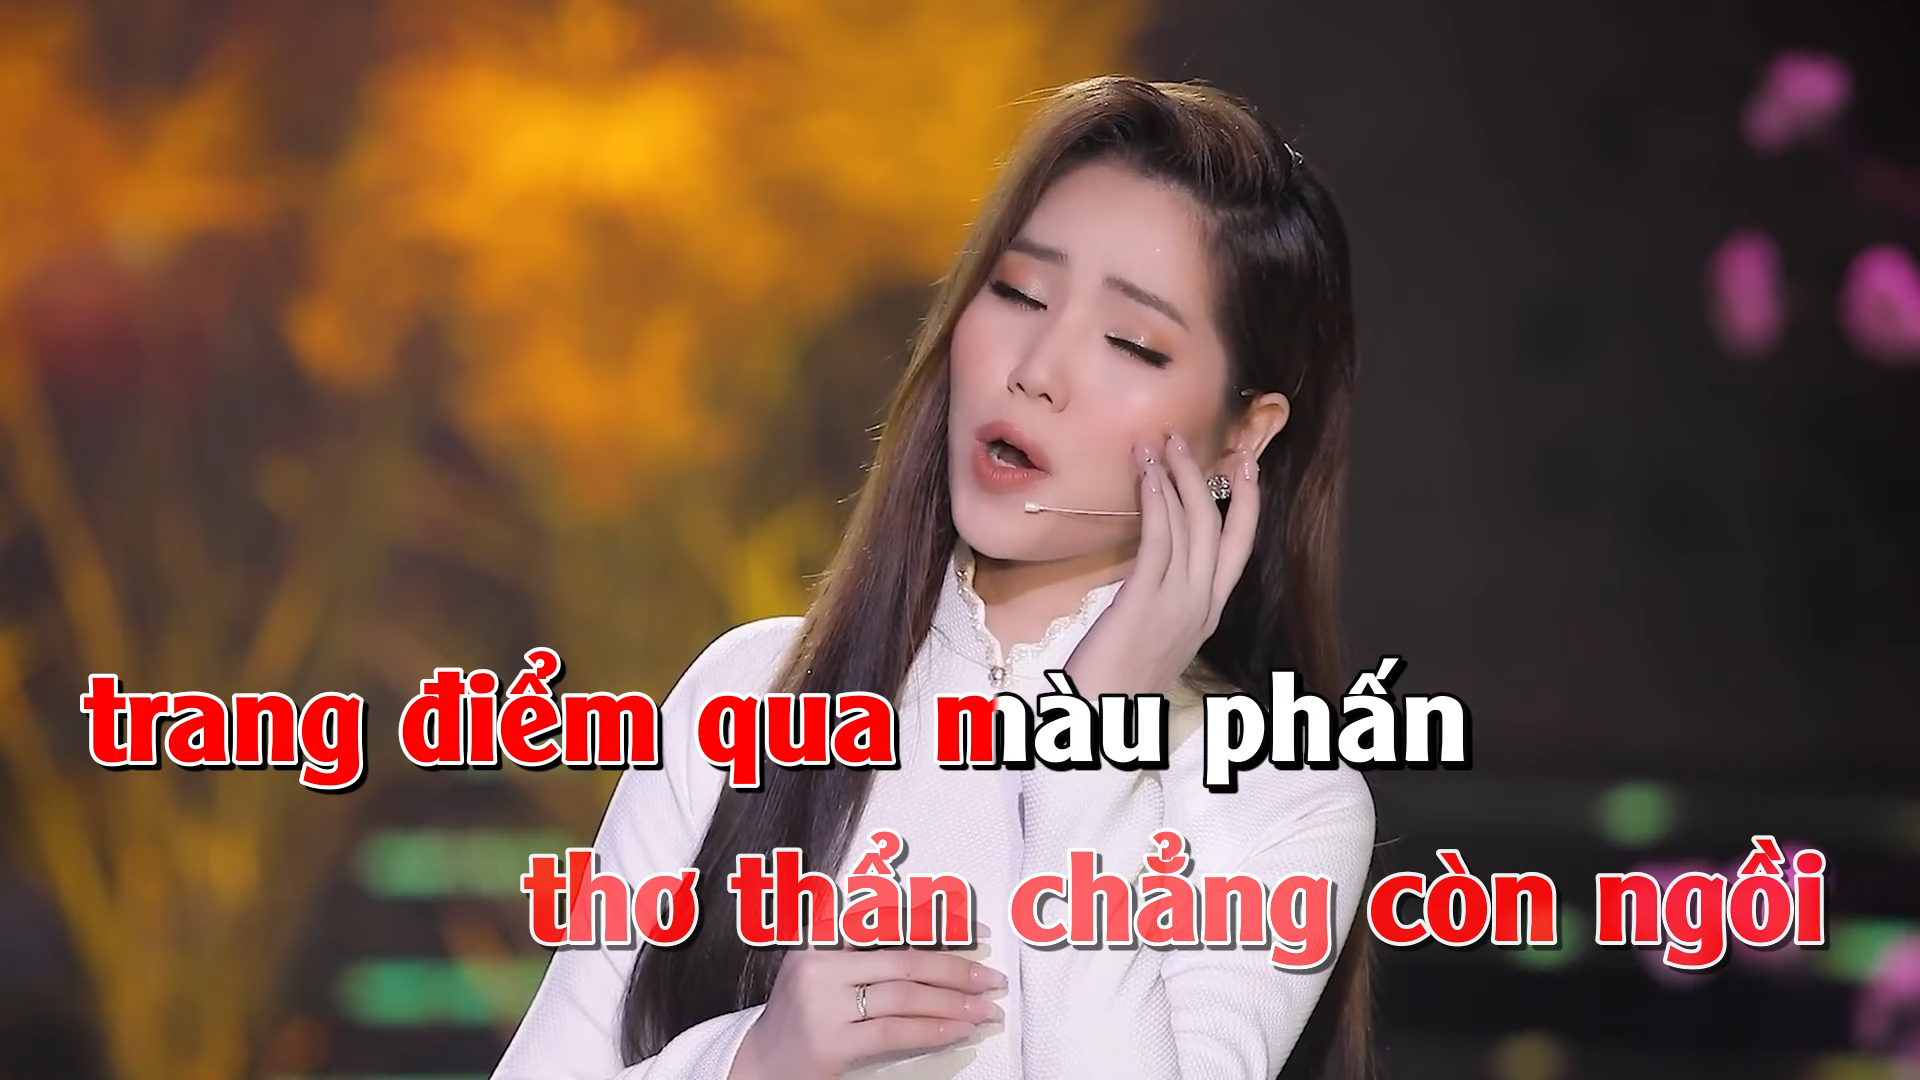 trang điểm qua màu phấn
thơ thẩn chẳng còn ngồi